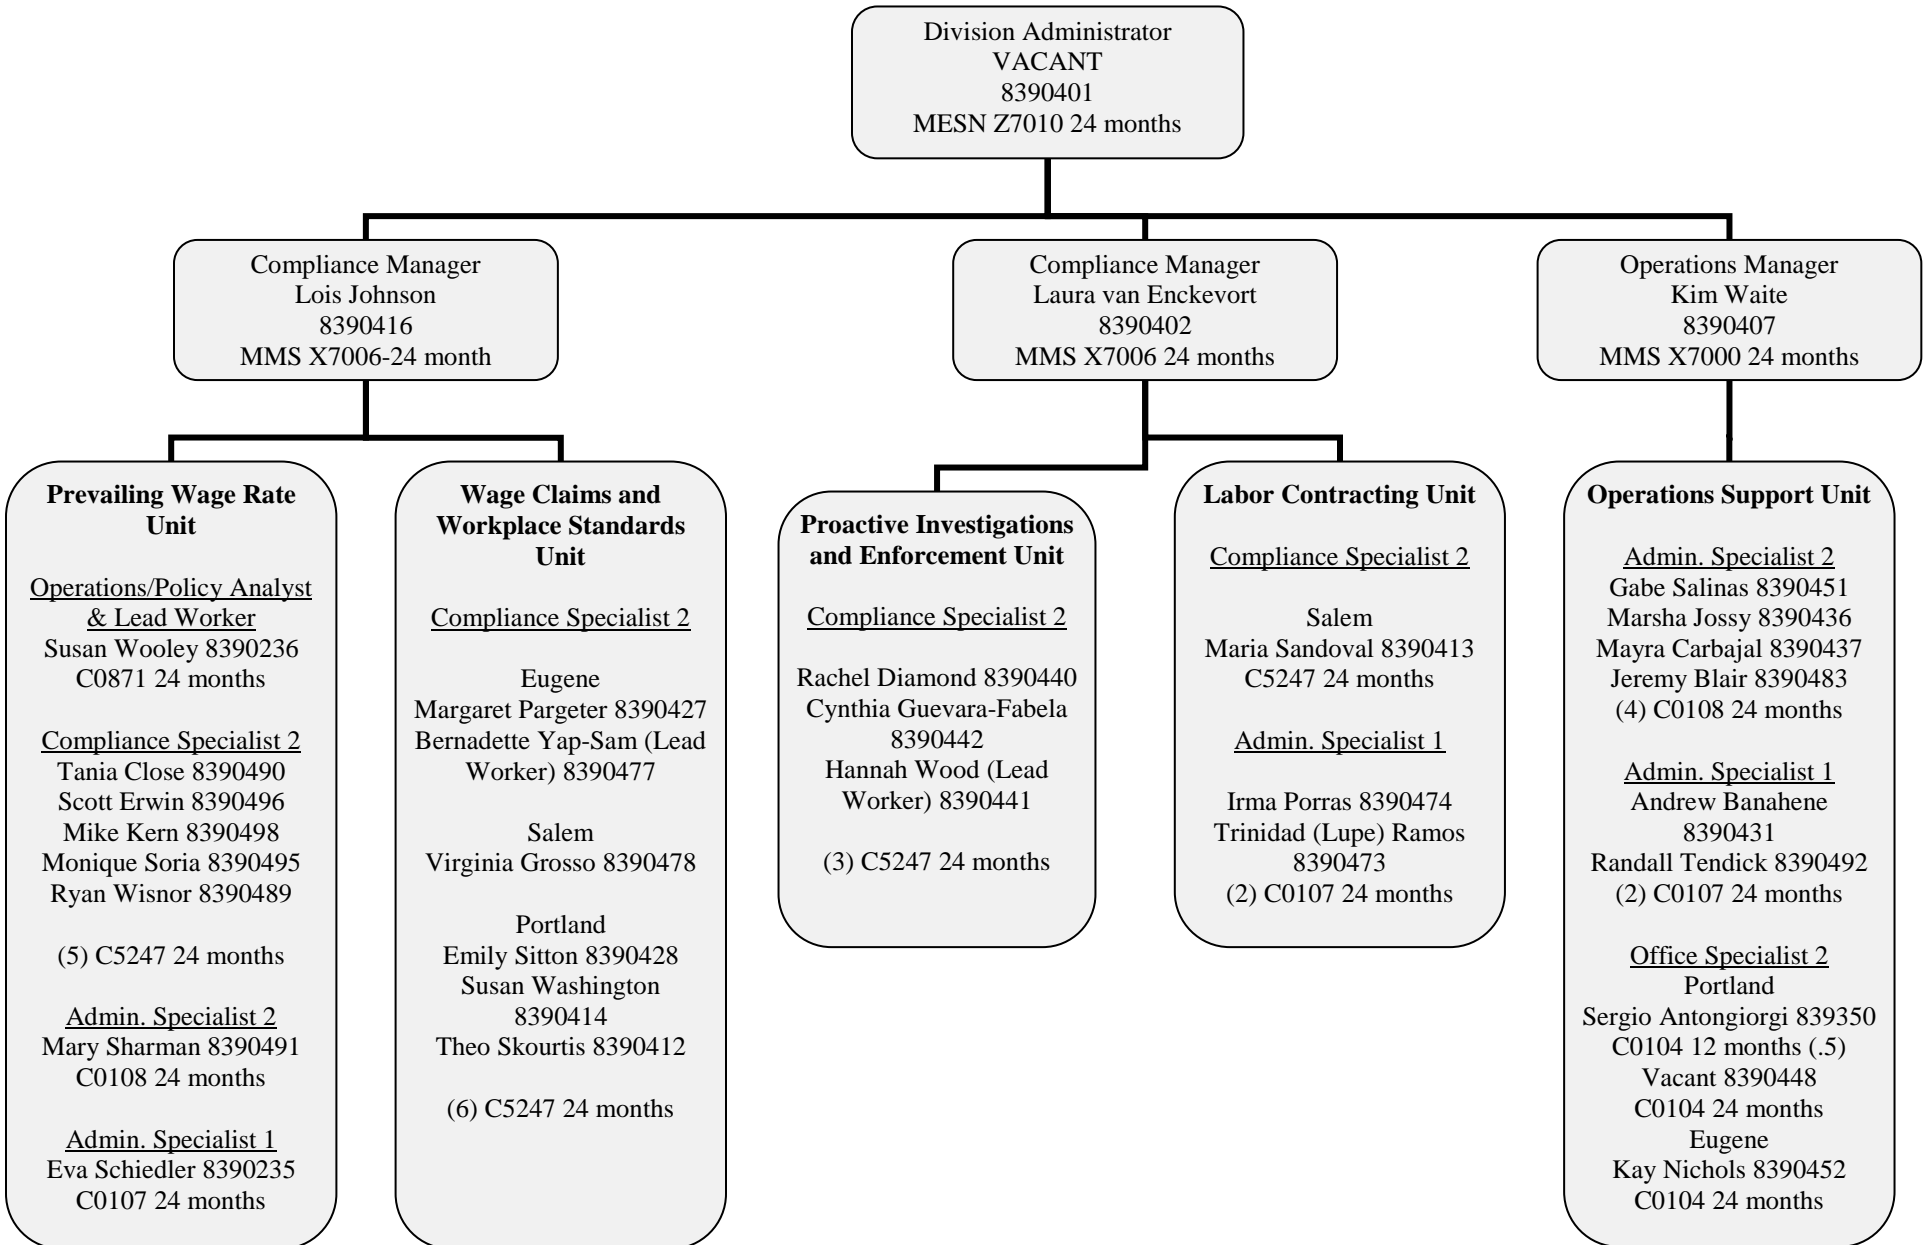 Division Administrator
VACANT
8390401
MESN Z7010 24 months
Compliance Manager
Lois Johnson
8390416
MMS X7006-24 month
Compliance Manager
Laura van Enckevort
8390402
MMS X7006 24 months
Operations Manager
Kim Waite
8390407
MMS X7000 24 months
Prevailing Wage Rate
Unit
Operations/Policy Analyst
& Lead Worker
Susan Wooley 8390236
C0871 24 months
Compliance Specialist 2
Tania Close 8390490
Scott Erwin 8390496
Mike Kern 8390498
Monique Soria 8390495
Ryan Wisnor 8390489
(5) C5247 24 months
Admin. Specialist 2
Mary Sharman 8390491
C0108 24 months
Admin. Specialist 1
Eva Schiedler 8390235
C0107 24 months
Wage Claims and
Workplace Standards
Unit
Compliance Specialist 2
Eugene
Margaret Pargeter 8390427
Bernadette Yap-Sam (Lead
Worker) 8390477
Salem
Virginia Grosso 8390478
Portland
Emily Sitton 8390428
Susan Washington
8390414
Theo Skourtis 8390412
(6) C5247 24 months
Proactive Investigations
and Enforcement Unit
Compliance Specialist 2
Rachel Diamond 8390440
Cynthia Guevara-Fabela
8390442
Hannah Wood (Lead
Worker) 8390441
(3) C5247 24 months
Labor Contracting Unit
Compliance Specialist 2
Salem
Maria Sandoval 8390413
C5247 24 months
Admin. Specialist 1
Irma Porras 8390474
Trinidad (Lupe) Ramos
8390473
(2) C0107 24 months
Operations Support Unit
Admin. Specialist 2
Gabe Salinas 8390451
Marsha Jossy 8390436
Mayra Carbajal 8390437
Jeremy Blair 8390483
(4) C0108 24 months
Admin. Specialist 1
Andrew Banahene
8390431
Randall Tendick 8390492
(2) C0107 24 months
Office Specialist 2
Portland
Sergio Antongiorgi 839350
C0104 12 months (.5)
Vacant 8390448
C0104 24 months
Eugene
Kay Nichols 8390452
C0104 24 months